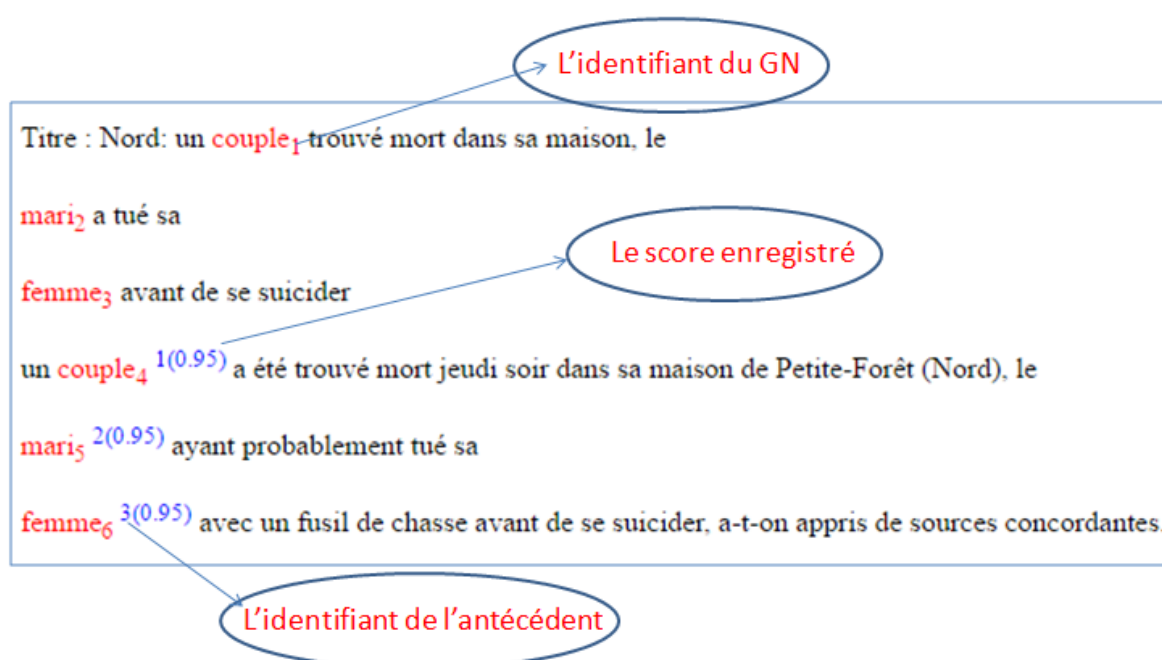 L'identifiant du GN
Titre : Nord: un couple1 trouvé mort dans sa maison, le
mari2 a tué sa
Le score enregistré
femme3 avant de se suicider
un couple4 1(0.95) a été trouvé mort jeudi soir dans sa maison de Petite-Forêt (Nord), le
mari5 2(0.95) ayant probablement tué sa
femme6 3(0.95) avec un fusil de chasse avant de se suicider, a-t-on appris de sources concordantes.
L'identifiant de l'antécédent